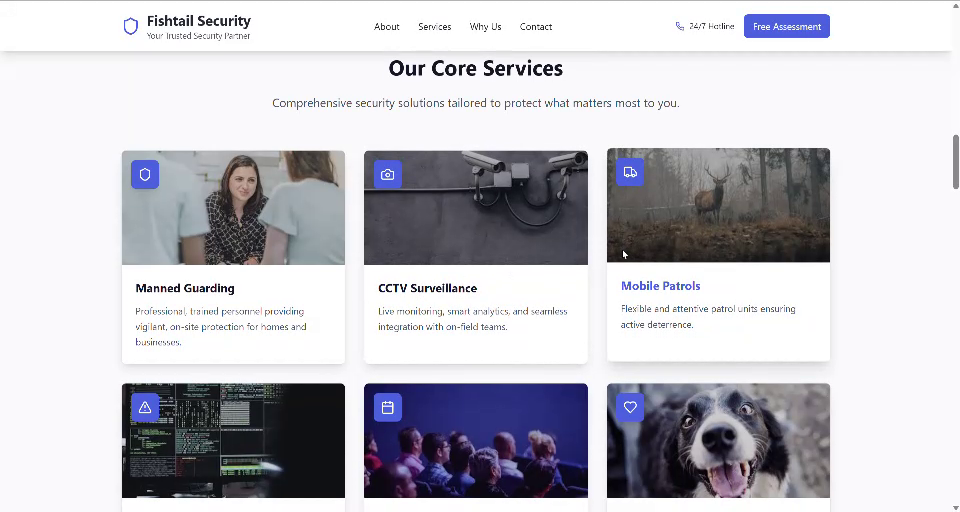 Fishtail Security
Your Trusted Security Partner
About
Services
Why Us
Contact
24/7 Hotline
Free Assessment
Our Core Services
Comprehensive security solutions tailored to protect what matters most to you.
Manned Guarding
Professional, trained personnel providing
vigilant, on-site protection for homes and
businesses.
CCTV Surveillance
Live monitoring, smart analytics, and seamless
integration with on-field teams.
Mobile Patrols
Flexible and attentive patrol units ensuring
active deterrence.